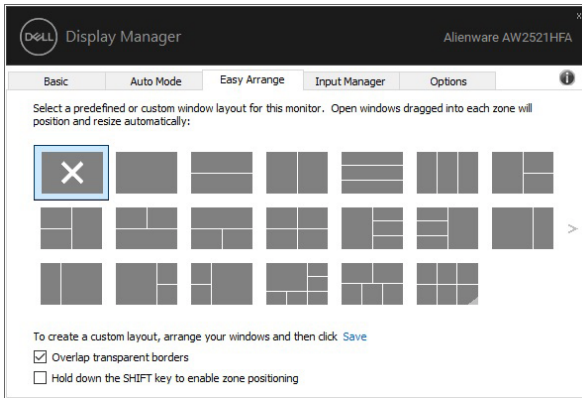 DELL Display Manager
Alienware AW2521HFA
Basic Auto Mode Easy Arrange Input Manager Options
Select a predefined or custom window layout for this monitor. Open windows dragged into each zone will
position and resize automatically:
To create a custom layout, arrange your windows and then click Save
Overlap transparent borders
Hold down the SHIFT key to enable zone positioning